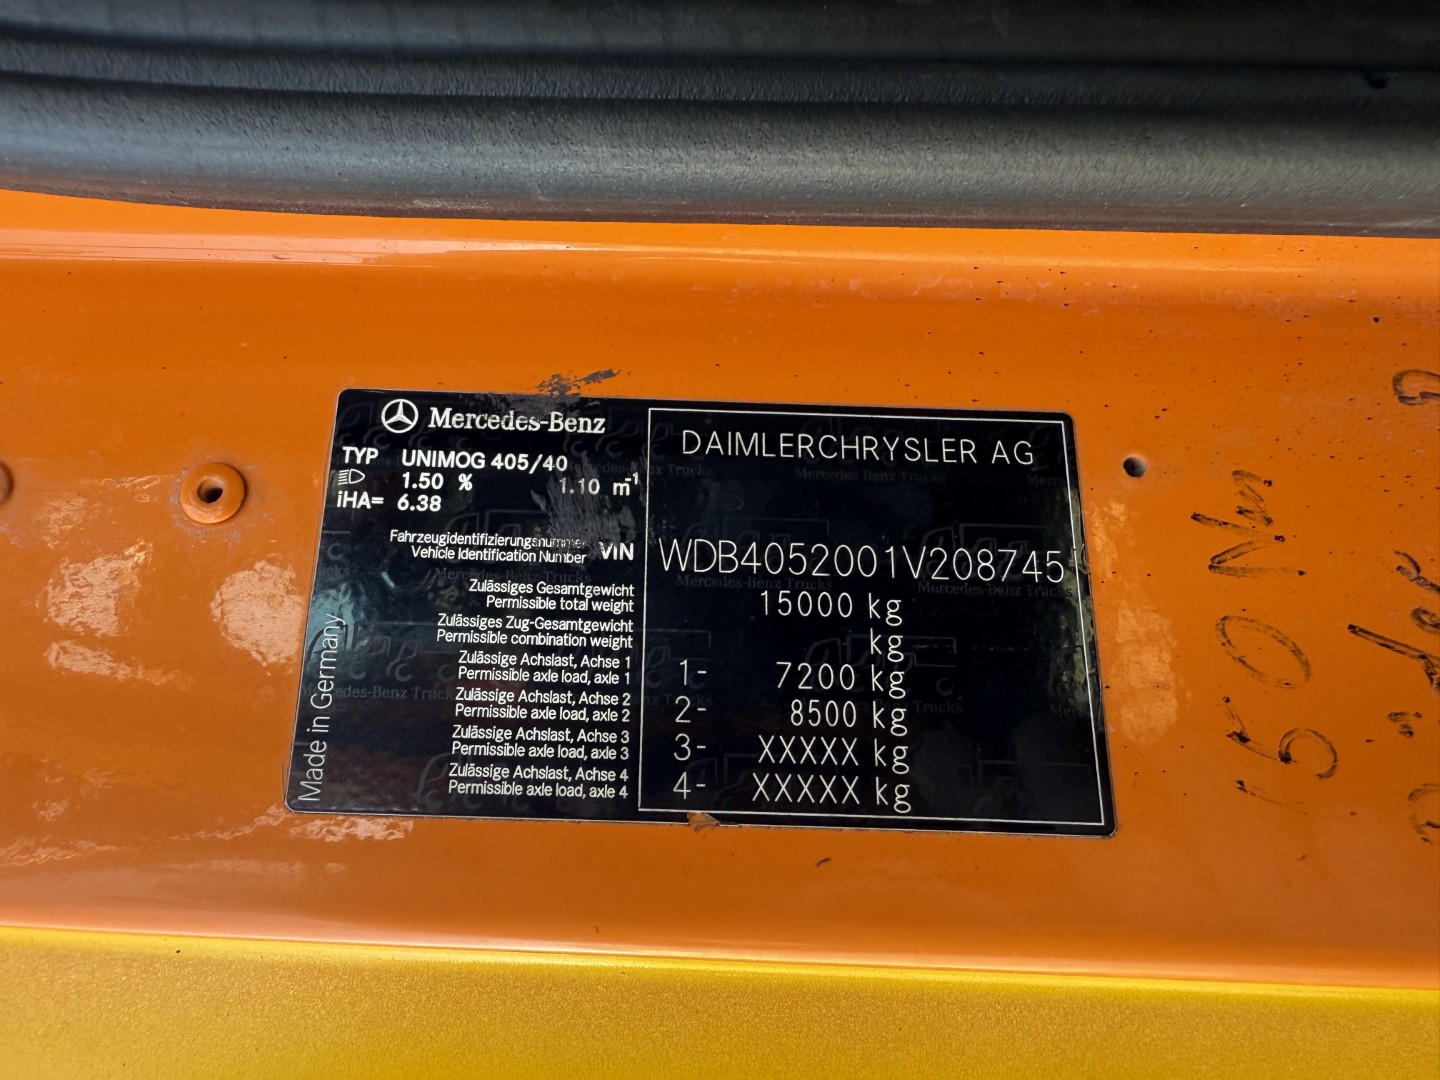 Mercedes-Benz
TYP UNIMOG 405/40
1.50 % 1.10 m⁻¹
iHA= 6.38
Fahrzeugidentifizierungsnummer
Vehicle Identification Number VIN
Zulässiges Gesamtgewicht
Permissible total weight
Zulässiges Zug-Gesamtgewicht
Permissible combination weight
Zulässige Achslast, Achse 1
Permissible axle load, axle 1
Zulässige Achslast, Achse 2
Permissible axle load, axle 2
Zulässige Achslast, Achse 3
Permissible axle load, axle 3
Zulässige Achslast, Achse 4
Permissible axle load, axle 4
Made in Germany
DAIMLERCHRYSLER AG
WDB4052001V208745
15000 kg
kg
1- 7200 kg
2- 8500 kg
3- XXXXX kg
4- XXXXX kg
150 Nm